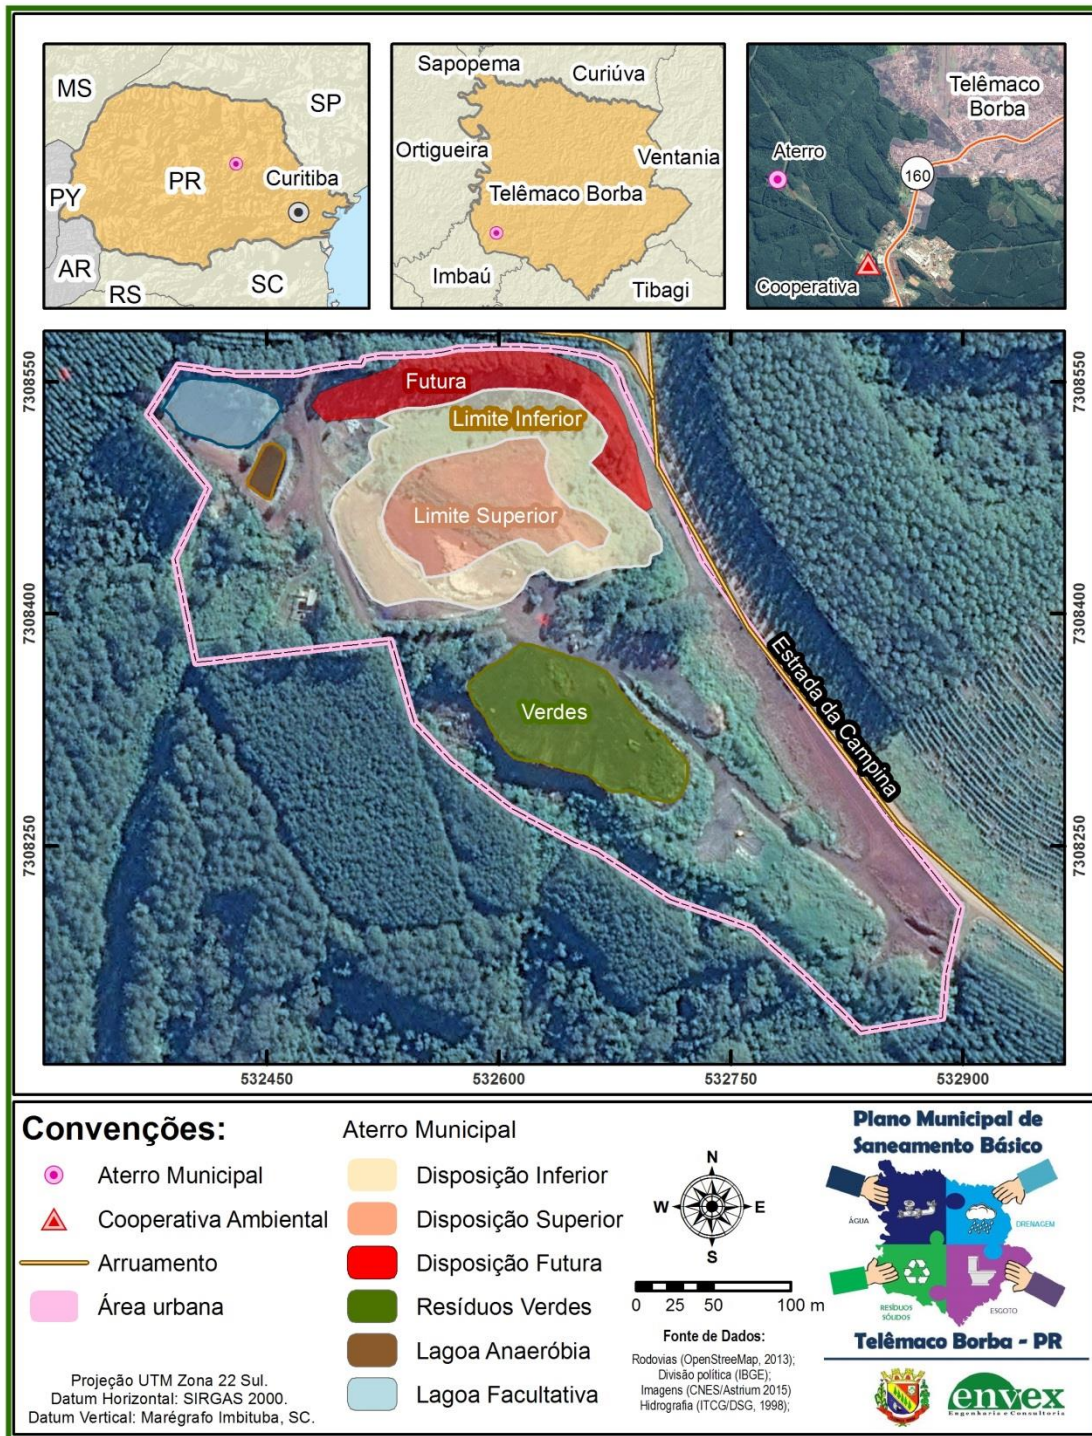 MS
SP
PR
Curitiba
PY
AR
RS
SC
Sapopema
Curiúva
Ortigueira
Ventania
Telêmaco Borba
Imbaú
Tibagi
Telêmaco
Borba
Aterro
160
Cooperativa
7308550
7308550
Futura
Limite Inferior
Limite Superior
7308400
7308400
Verdes
Estrada da Campina
7308250
7308250
532450
532600
532750
532900
Convenções:
Aterro Municipal
Cooperativa Ambiental
Arruamento
Área urbana
Projeção UTM Zona 22 Sul.
Datum Horizontal: SIRGAS 2000.
Datum Vertical: Marégrafo Imbituba, SC.
Aterro Municipal
Disposição Inferior
Disposição Superior
Disposição Futura
Resíduos Verdes
Lagoa Anaeróbia
Lagoa Facultativa
N
W
E
S
0 25 50 100 m
Fonte de Dados:
Rodovias (OpenStreeMap, 2013);
Divisão política (IBGE);
Imagens (CNES/Astrium 2015)
Hidrografia (ITCG/DSG, 1998);
Plano Municipal de
Saneamento Básico
ÁGUA
DRENAGEM
RESÍDUOS
SÓLIDOS
ESGOTO
Telêmaco Borba - PR
envex
Engenharia e Consultoria